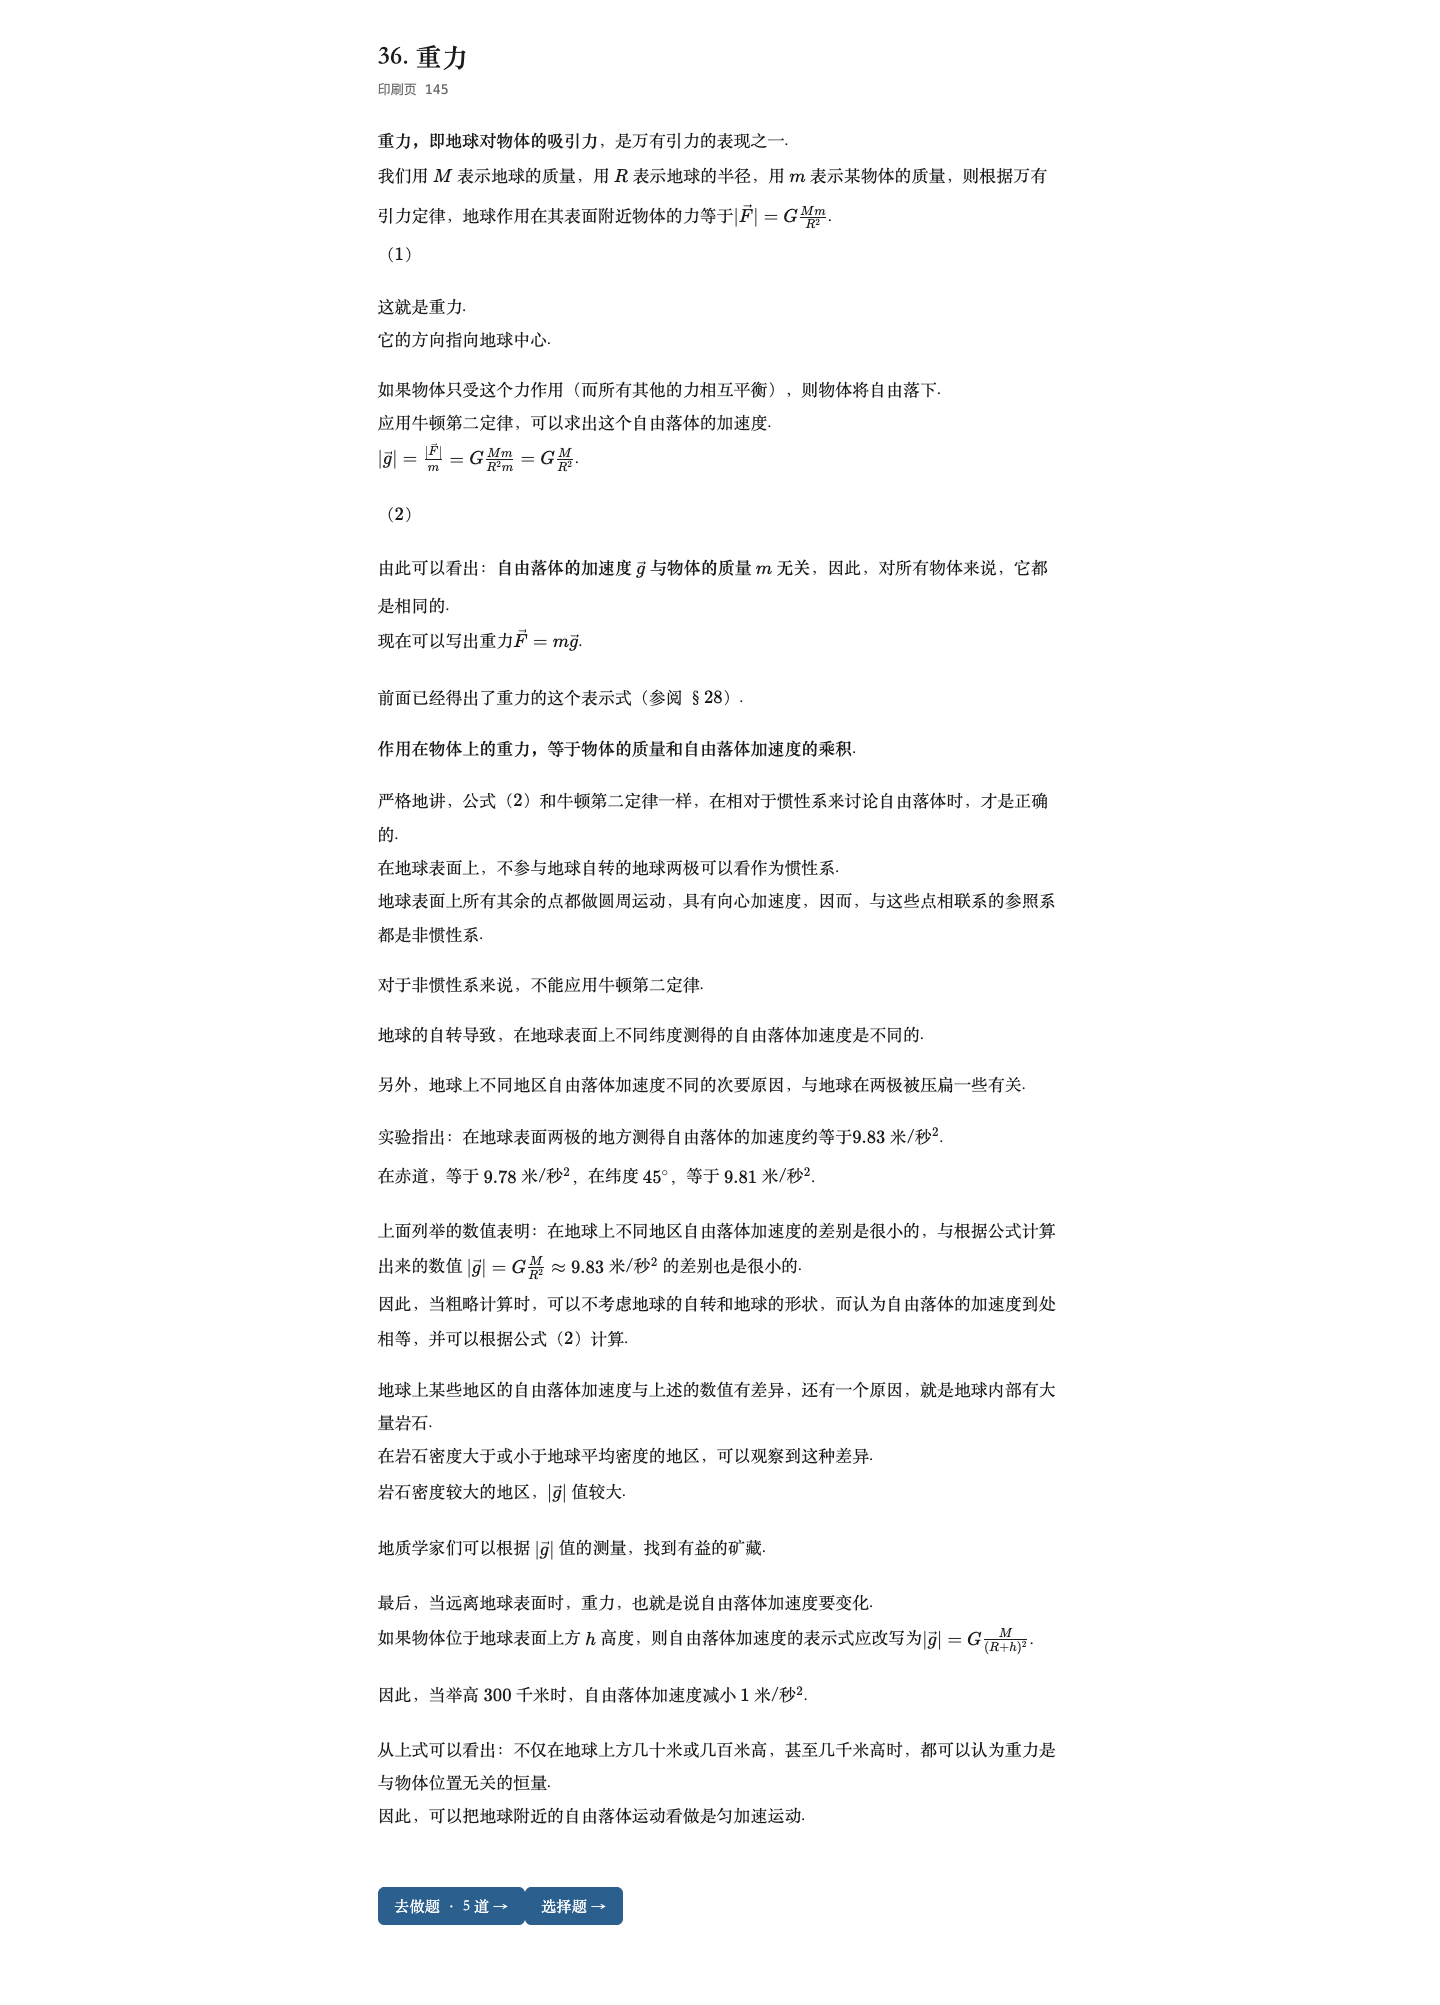 36. 重力
印刷页 145
重力，即地球对物体的吸引力，是万有引力的表现之一.
我们用 M 表示地球的质量，用 R 表示地球的半径，用 m 表示某物体的质量，则根据万有
引力定律，地球作用在其表面附近物体的力等于$|\vec{F}| = G\frac{Mm}{R^2}$.
（1）
这就是重力.
它的方向指向地球中心.
如果物体只受这个力作用（而所有其他的力相互平衡），则物体将自由落下.
应用牛顿第二定律，可以求出这个自由落体的加速度.
$|\vec{g}| = \frac{|\vec{F}|}{m} = G\frac{Mm}{R^2m} = G\frac{M}{R^2}$.
（2）
由此可以看出：自由落体的加速度 $\vec{g}$ 与物体的质量 m 无关，因此，对所有物体来说，它都
是相同的.
现在可以写出重力$\vec{F} = m\vec{g}$.
前面已经得出了重力的这个表示式（参阅 §28）.
作用在物体上的重力，等于物体的质量和自由落体加速度的乘积.
严格地讲，公式（2）和牛顿第二定律一样，在相对于惯性系来讨论自由落体时，才是正确
的.
在地球表面上，不参与地球自转的地球两极可以看作为惯性系.
地球表面上所有其余的点都做圆周运动，具有向心加速度，因而，与这些点相联系的参照系
都是非惯性系.
对于非惯性系来说，不能应用牛顿第二定律.
地球的自转导致，在地球表面上不同纬度测得的自由落体加速度是不同的.
另外，地球上不同地区自由落体加速度不同的次要原因，与地球在两极被压扁一些有关.
实验指出：在地球表面两极的地方测得自由落体的加速度约等于9.83 米/秒².
在赤道，等于 9.78 米/秒²，在纬度 45°，等于 9.81 米/秒².
上面列举的数值表明：在地球上不同地区自由落体加速度的差别是很小的，与根据公式计算
出来的数值 $|\vec{g}| = G\frac{M}{R^2} \approx 9.83$ 米/秒² 的差别也是很小的.
因此，当粗略计算时，可以不考虑地球的自转和地球的形状，而认为自由落体的加速度到处
相等，并可以根据公式（2）计算.
地球上某些地区的自由落体加速度与上述的数值有差异，还有一个原因，就是地球内部有大
量岩石.
在岩石密度大于或小于地球平均密度的地区，可以观察到这种差异.
岩石密度较大的地区，$|\vec{g}|$ 值较大.
地质学家们可以根据 $|\vec{g}|$ 值的测量，找到有益的矿藏.
最后，当远离地球表面时，重力，也就是说自由落体加速度要变化.
如果物体位于地球表面上方 h 高度，则自由落体加速度的表示式应改写为$|\vec{g}| = G\frac{M}{(R+h)^2}$.
因此，当举高 300 千米时，自由落体加速度减小 1 米/秒².
从上式可以看出：不仅在地球上方几十米或几百米高，甚至几千米高时，都可以认为重力是
与物体位置无关的恒量.
因此，可以把地球附近的自由落体运动看做是匀加速运动.
去做题 · 5 道 → 选择题 →